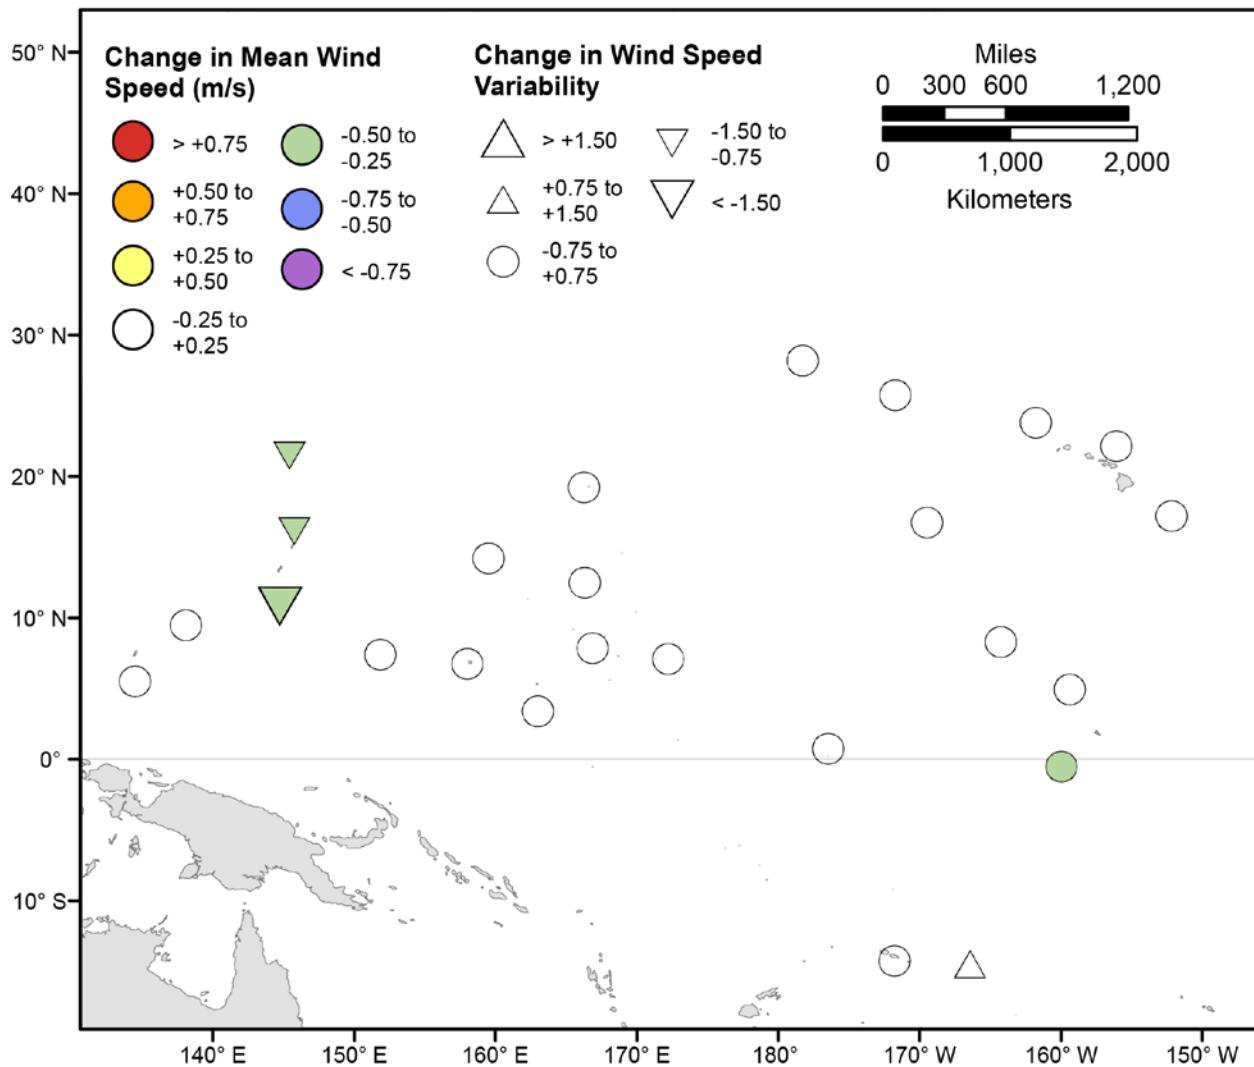 Change in Mean Wind
Speed (m/s)
> +0.75
+0.50 to
+0.75
+0.25 to
+0.50
-0.25 to
+0.25
-0.50 to
-0.25
-0.75 to
-0.50
< -0.75
Change in Wind Speed
Variability
> +1.50
+0.75 to
+1.50
-0.75 to
+0.75
-1.50 to
-0.75
< -1.50
Miles
0 300 600 1,200
0 1,000 2,000
Kilometers
50° N
40° N
30° N
20° N
10° N
0°
10° S
140° E 150° E 160° E 170° E 180° 170° W 160° W 150° W